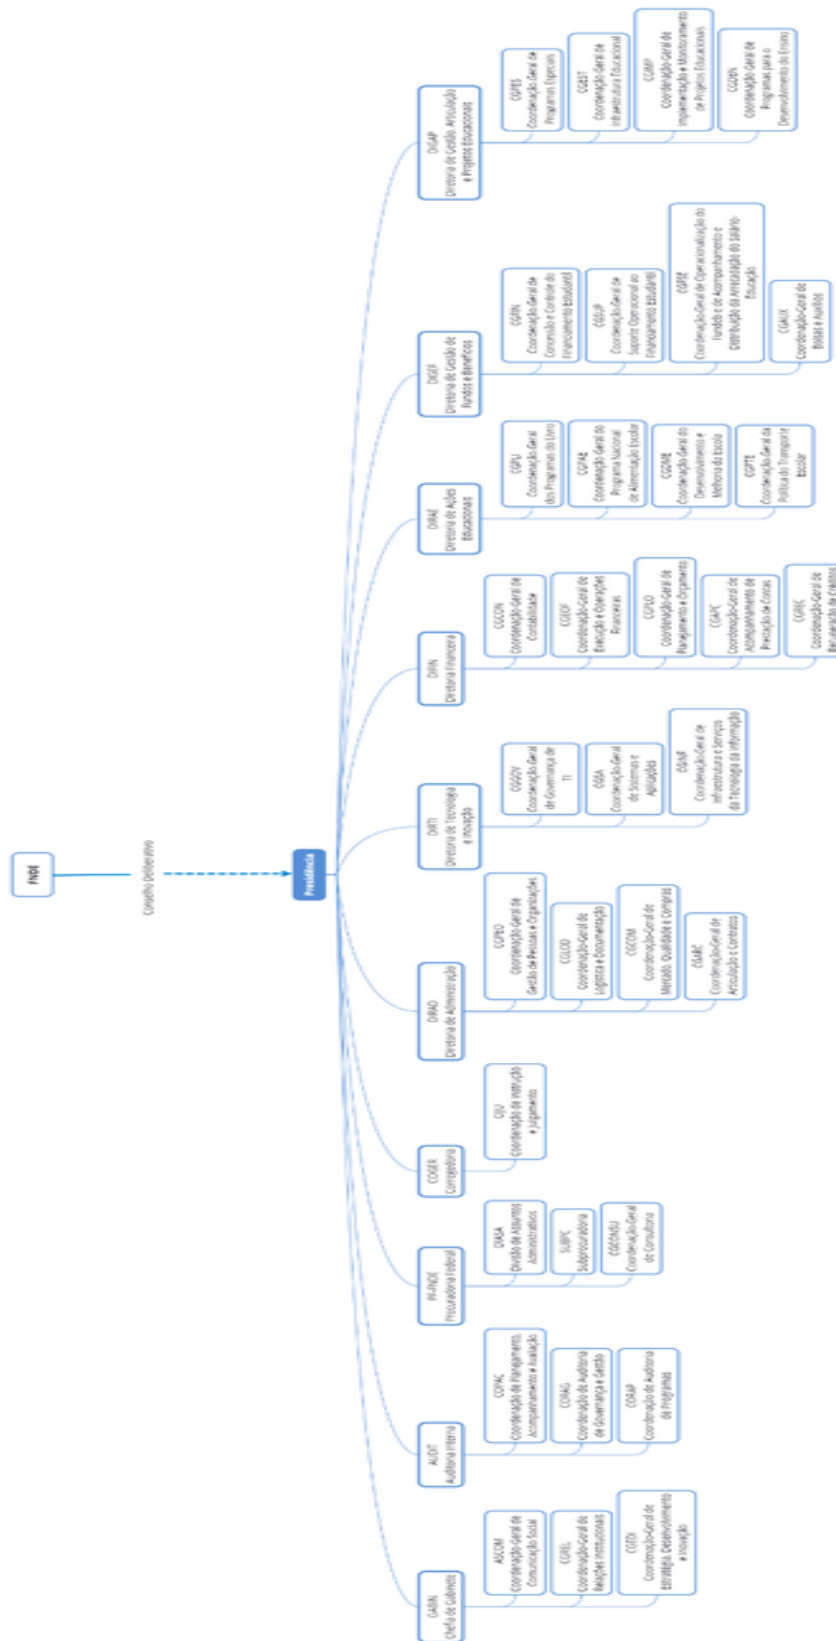 FNDE
Conselho Deliberativo
Presidência
GABIN
Chefia de Gabinete
ASCOM
Coordenação-Geral de
Comunicação Social
CGREL
Coordenação-Geral de
Relações Institucionais
CGEDI
Coordenação-Geral de
Estratégia, Desenvolvimento
e Inovação
AUDIT
Auditoria Interna
COPAC
Coordenação de Planejamento,
Acompanhamento e Avaliação
CORAG
Coordenação de Auditoria
de Governança e Gestão
CORAP
Coordenação de Auditoria
de Programas
PF-FNDE
Procuradoria Federal
DIASA
Divisão de Assuntos
Administrativos
SUBPC
Subprocuradoria
CGCONSU
Coordenação-Geral
de Consultoria
COGER
Corregedoria
CIJU
Coordenação de Instrução
e Julgamento
DIRAD
Diretoria de Administração
CGPEO
Coordenação-Geral de
Gestão de Pessoas e Organizações
CGLOD
Coordenação-Geral de
Logística e Documentação
CGCOM
Coordenação-Geral de
Mercado, Qualidade e Compras
CGARC
Coordenação-Geral de
Articulação e Contratos
DIRTI
Diretoria de Tecnologia
e Inovação
CGGOV
Coordenação-Geral
de Governança de
TI
CGSA
Coordenação-Geral
de Sistemas e
Aplicações
CGINF
Coordenação-Geral de
Infraestrutura e Serviços
da Tecnologia da Informação
DIFIN
Diretoria Financeira
CGCON
Coordenação-Geral de
Contabilidade
CGEOF
Coordenação-Geral de
Execução e Operações
Financeiras
CGPLO
Coordenação-Geral de
Planejamento e Orçamento
CGAPC
Coordenação-Geral de
Acompanhamento de
Prestação de Contas
CGREC
Coordenação-Geral de
Recuperação de Créditos
DIRAE
Diretoria de Ações
Educacionais
CGPLI
Coordenação-Geral
dos Programas do Livro
CGPAE
Coordenação-Geral do
Programa Nacional
de Alimentação Escolar
CGDME
Coordenação-Geral do
Desenvolvimento e
Melhoria da Escola
CGPTE
Coordenação-Geral da
Política do Transporte
Escolar
DIGEF
Diretoria de Gestão de
Fundos e Benefícios
CGFIN
Coordenação-Geral de
Concessão e Controle do
Financiamento Estudantil
CGSUP
Coordenação-Geral de
Suporte Operacional ao
Financiamento Estudantil
CGFSE
Coordenação-Geral de Operacionalização do
Fundeb e de Acompanhamento e
Distribuição da Arrecadação do Salário-
Educação
CGAUX
Coordenação-Geral de
Bolsas e Auxílios
DIGAP
Diretoria de Gestão, Articulação
e Projetos Educacionais
CGPES
Coordenação-Geral de
Programas Especiais
CGEST
Coordenação-Geral de
Infraestrutura Educacional
CGIMP
Coordenação-Geral de
Implementação e Monitoramento
de Projetos Educacionais
CGDEN
Coordenação-Geral de
Programas para o
Desenvolvimento do Ensino